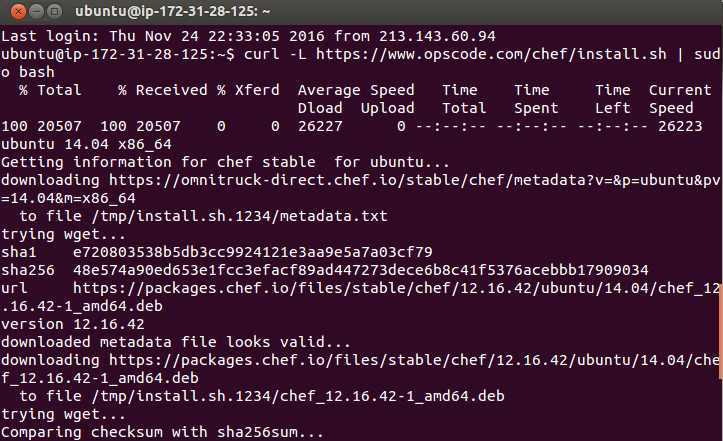 ubuntu@ip-172-31-28-125: ~
Last login: Thu Nov 24 22:33:05 2016 from 213.143.60.94
ubuntu@ip-172-31-28-125:~$ curl -L https://www.opscode.com/chef/install.sh | sud
o bash
  % Total    % Received % Xferd  Average Speed   Time    Time     Time  Current
                                 Dload  Upload   Total   Spent    Left  Speed
100 20507  100 20507    0     0  26227      0 --:--:-- --:--:-- --:--:-- 26223
ubuntu 14.04 x86_64
Getting information for chef stable  for ubuntu...
downloading https://omnitruck-direct.chef.io/stable/chef/metadata?v=&p=ubuntu&pv
=14.04&m=x86_64
  to file /tmp/install.sh.1234/metadata.txt
trying wget...
sha1    e720803538b5db3cc9924121e3aa9e5a7a03cf79
sha256  48e574a90ed653e1fcc3efacf89ad447273dece6b8c41f5376acebbb17909034
url     https://packages.chef.io/files/stable/chef/12.16.42/ubuntu/14.04/chef_12
.16.42-1_amd64.deb
version 12.16.42
downloaded metadata file looks valid...
downloading https://packages.chef.io/files/stable/chef/12.16.42/ubuntu/14.04/che
f_12.16.42-1_amd64.deb
  to file /tmp/install.sh.1234/chef_12.16.42-1_amd64.deb
trying wget...
Comparing checksum with sha256sum...